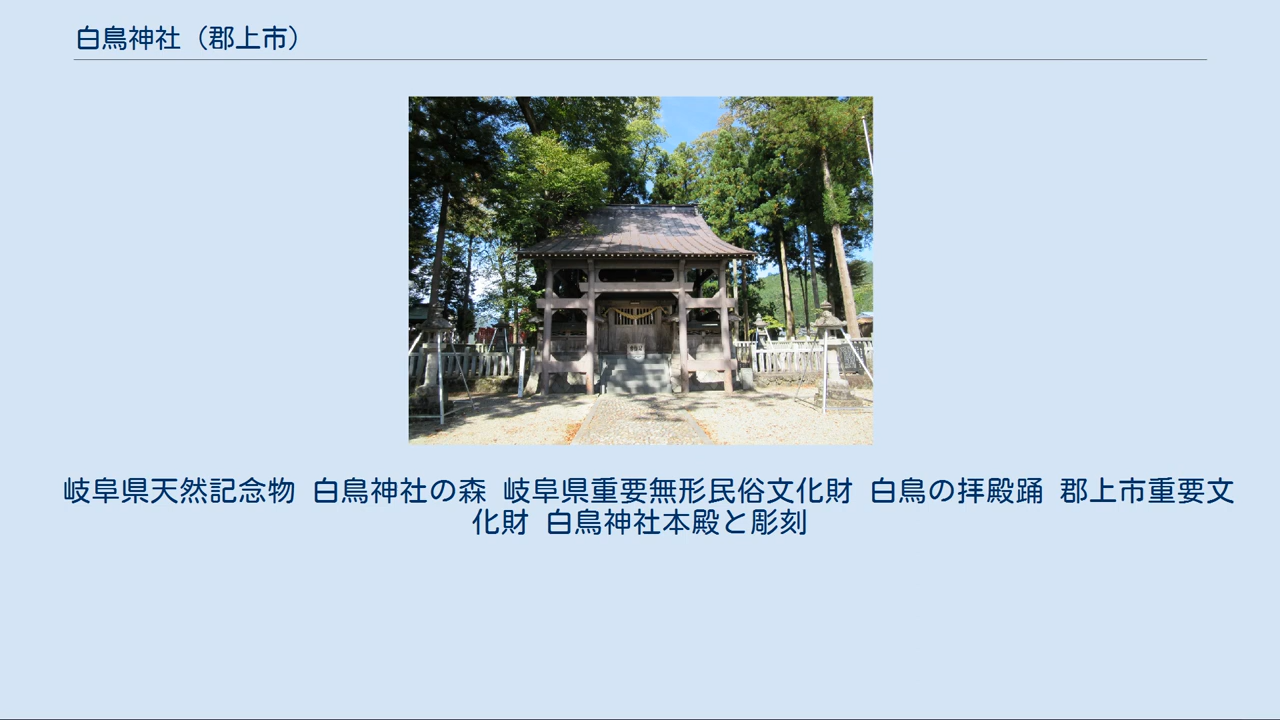 白鳥神社（郡上市）
岐阜県天然記念物 白鳥神社の森 岐阜県重要無形民俗文化財 白鳥の拝殿踊 郡上市重要文
化財 白鳥神社本殿と彫刻